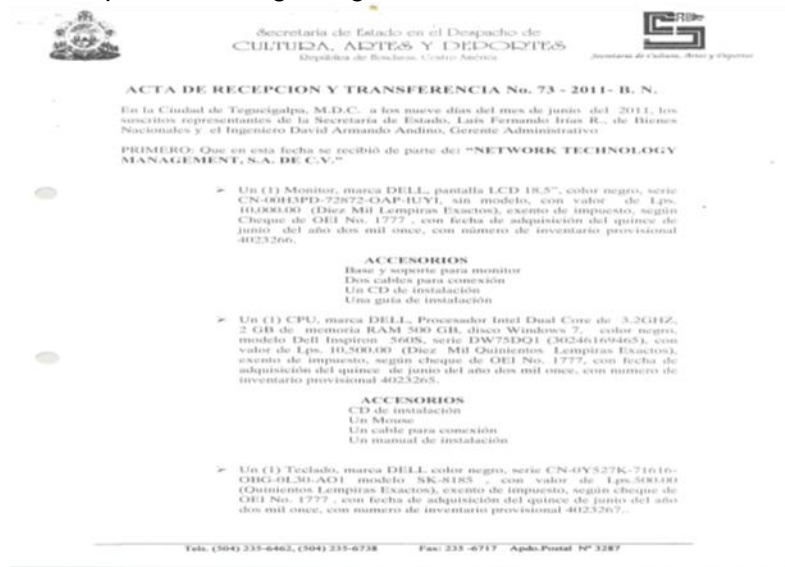 Secretaría de Estado en el Despacho de
CULTURA, ARTES Y DEPORTES
República de Honduras, Centro América
Secretaría de Cultura, Artes y Deportes
ACTA DE RECEPCION Y TRANSFERENCIA No. 73 - 2011- B. N.
En la Ciudad de Tegucigalpa, M.D.C. a los nueve días del mes de junio del 2011, los
suscritos representantes de la Secretaría de Estado, Luis Fernando Irías R., de Bienes
Nacionales y el Ingeniero David Armando Andino, Gerente Administrativo
PRIMERO: Que en esta fecha se recibió de parte de: "NETWORK TECHNOLOGY
MANAGEMENT, S.A. DE C.V."
➢ Un (1) Monitor, marca DELL, pantalla LCD 18.5", color negro, serie
CN-00H3PD-72872-OAP-IUYI, sin modelo, con valor de Lps.
10,000.00 (Diez Mil Lempiras Exactos), exento de impuesto, según
Cheque de OEI No. 1777 , con fecha de adquisición del quince de
junio del año dos mil once, con número de inventario provisional
4023266.
ACCESORIOS
Base y soporte para monitor
Dos cables para conexión
Un CD de instalación
Una guía de instalación
➢ Un (1) CPU, marca DELL, Procesador Intel Dual Core de 3.2GHZ,
2 GB de memoria RAM 500 GB, disco Windows 7, color negro,
modelo Dell Inspiron 560S, serie DW75DQ1 (30246169465), con
valor de Lps. 10,500.00 (Diez Mil Quinientos Lempiras Exactos),
exento de impuesto, según cheque de OEI No. 1777, con fecha de
adquisición del quince de junio del año dos mil once, con numero de
inventario provisional 4023265.
ACCESORIOS
CD de instalación
Un Mouse
Un cable para conexión
Un manual de instalación
➢ Un (1) Teclado, marca DELL color negro, serie CN-0Y527K-71616-
OBG-0L30-AO1 modelo SK-8185 , con valor de Lps.500.00
(Quinientos Lempiras Exactos), exento de impuesto, según cheque de
OEI No. 1777 , con fecha de adquisición del quince de junio del año
dos mil once, con numero de inventario provisional 4023267..
Tels. (504) 235-6462, (504) 235-6738 Fax: 235 -6717 Apdo.Postal Nº 3287